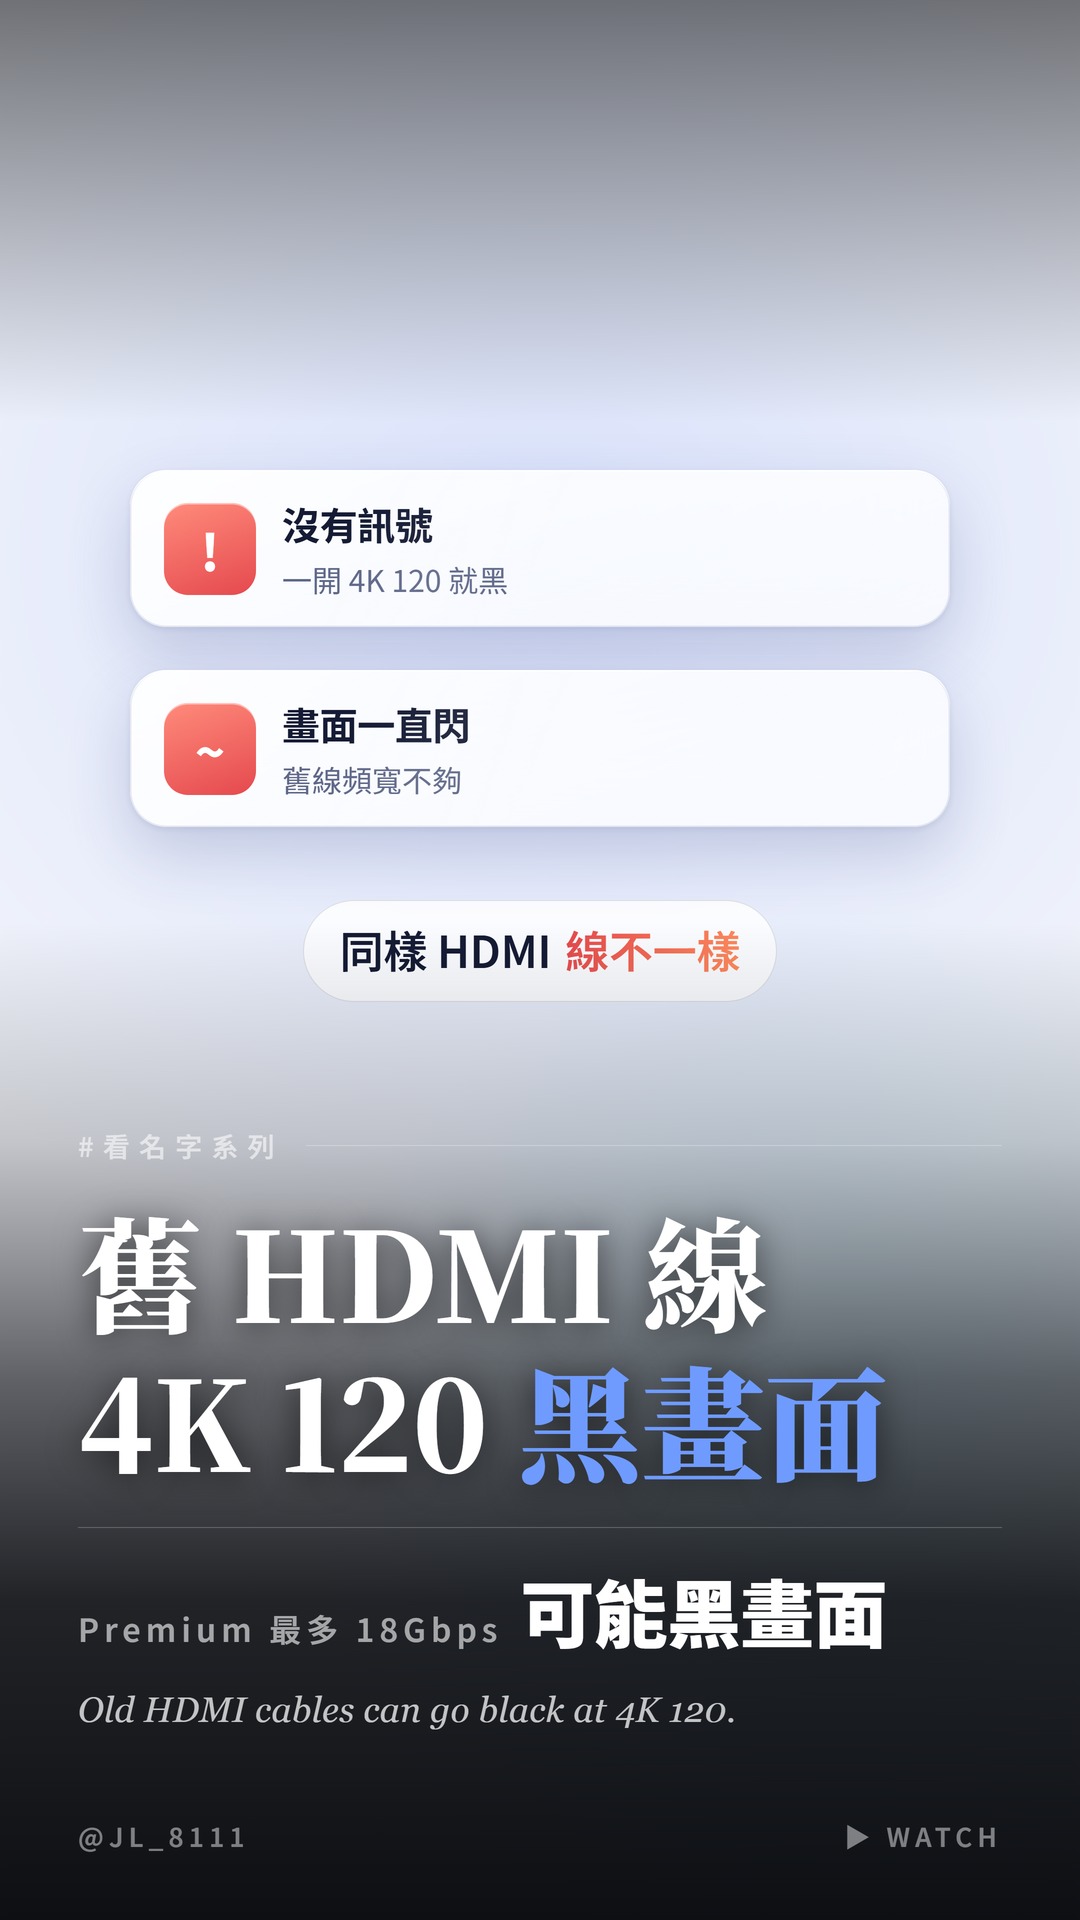 !
沒有訊號
一開 4K 120 就黑
~
畫面一直閃
舊線頻寬不夠
同樣 HDMI 線不一樣
#看名字系列
舊 HDMI 線
4K 120 黑畫面
Premium 最多 18Gbps 可能黑畫面
Old HDMI cables can go black at 4K 120.
@JL_8111
▶ WATCH